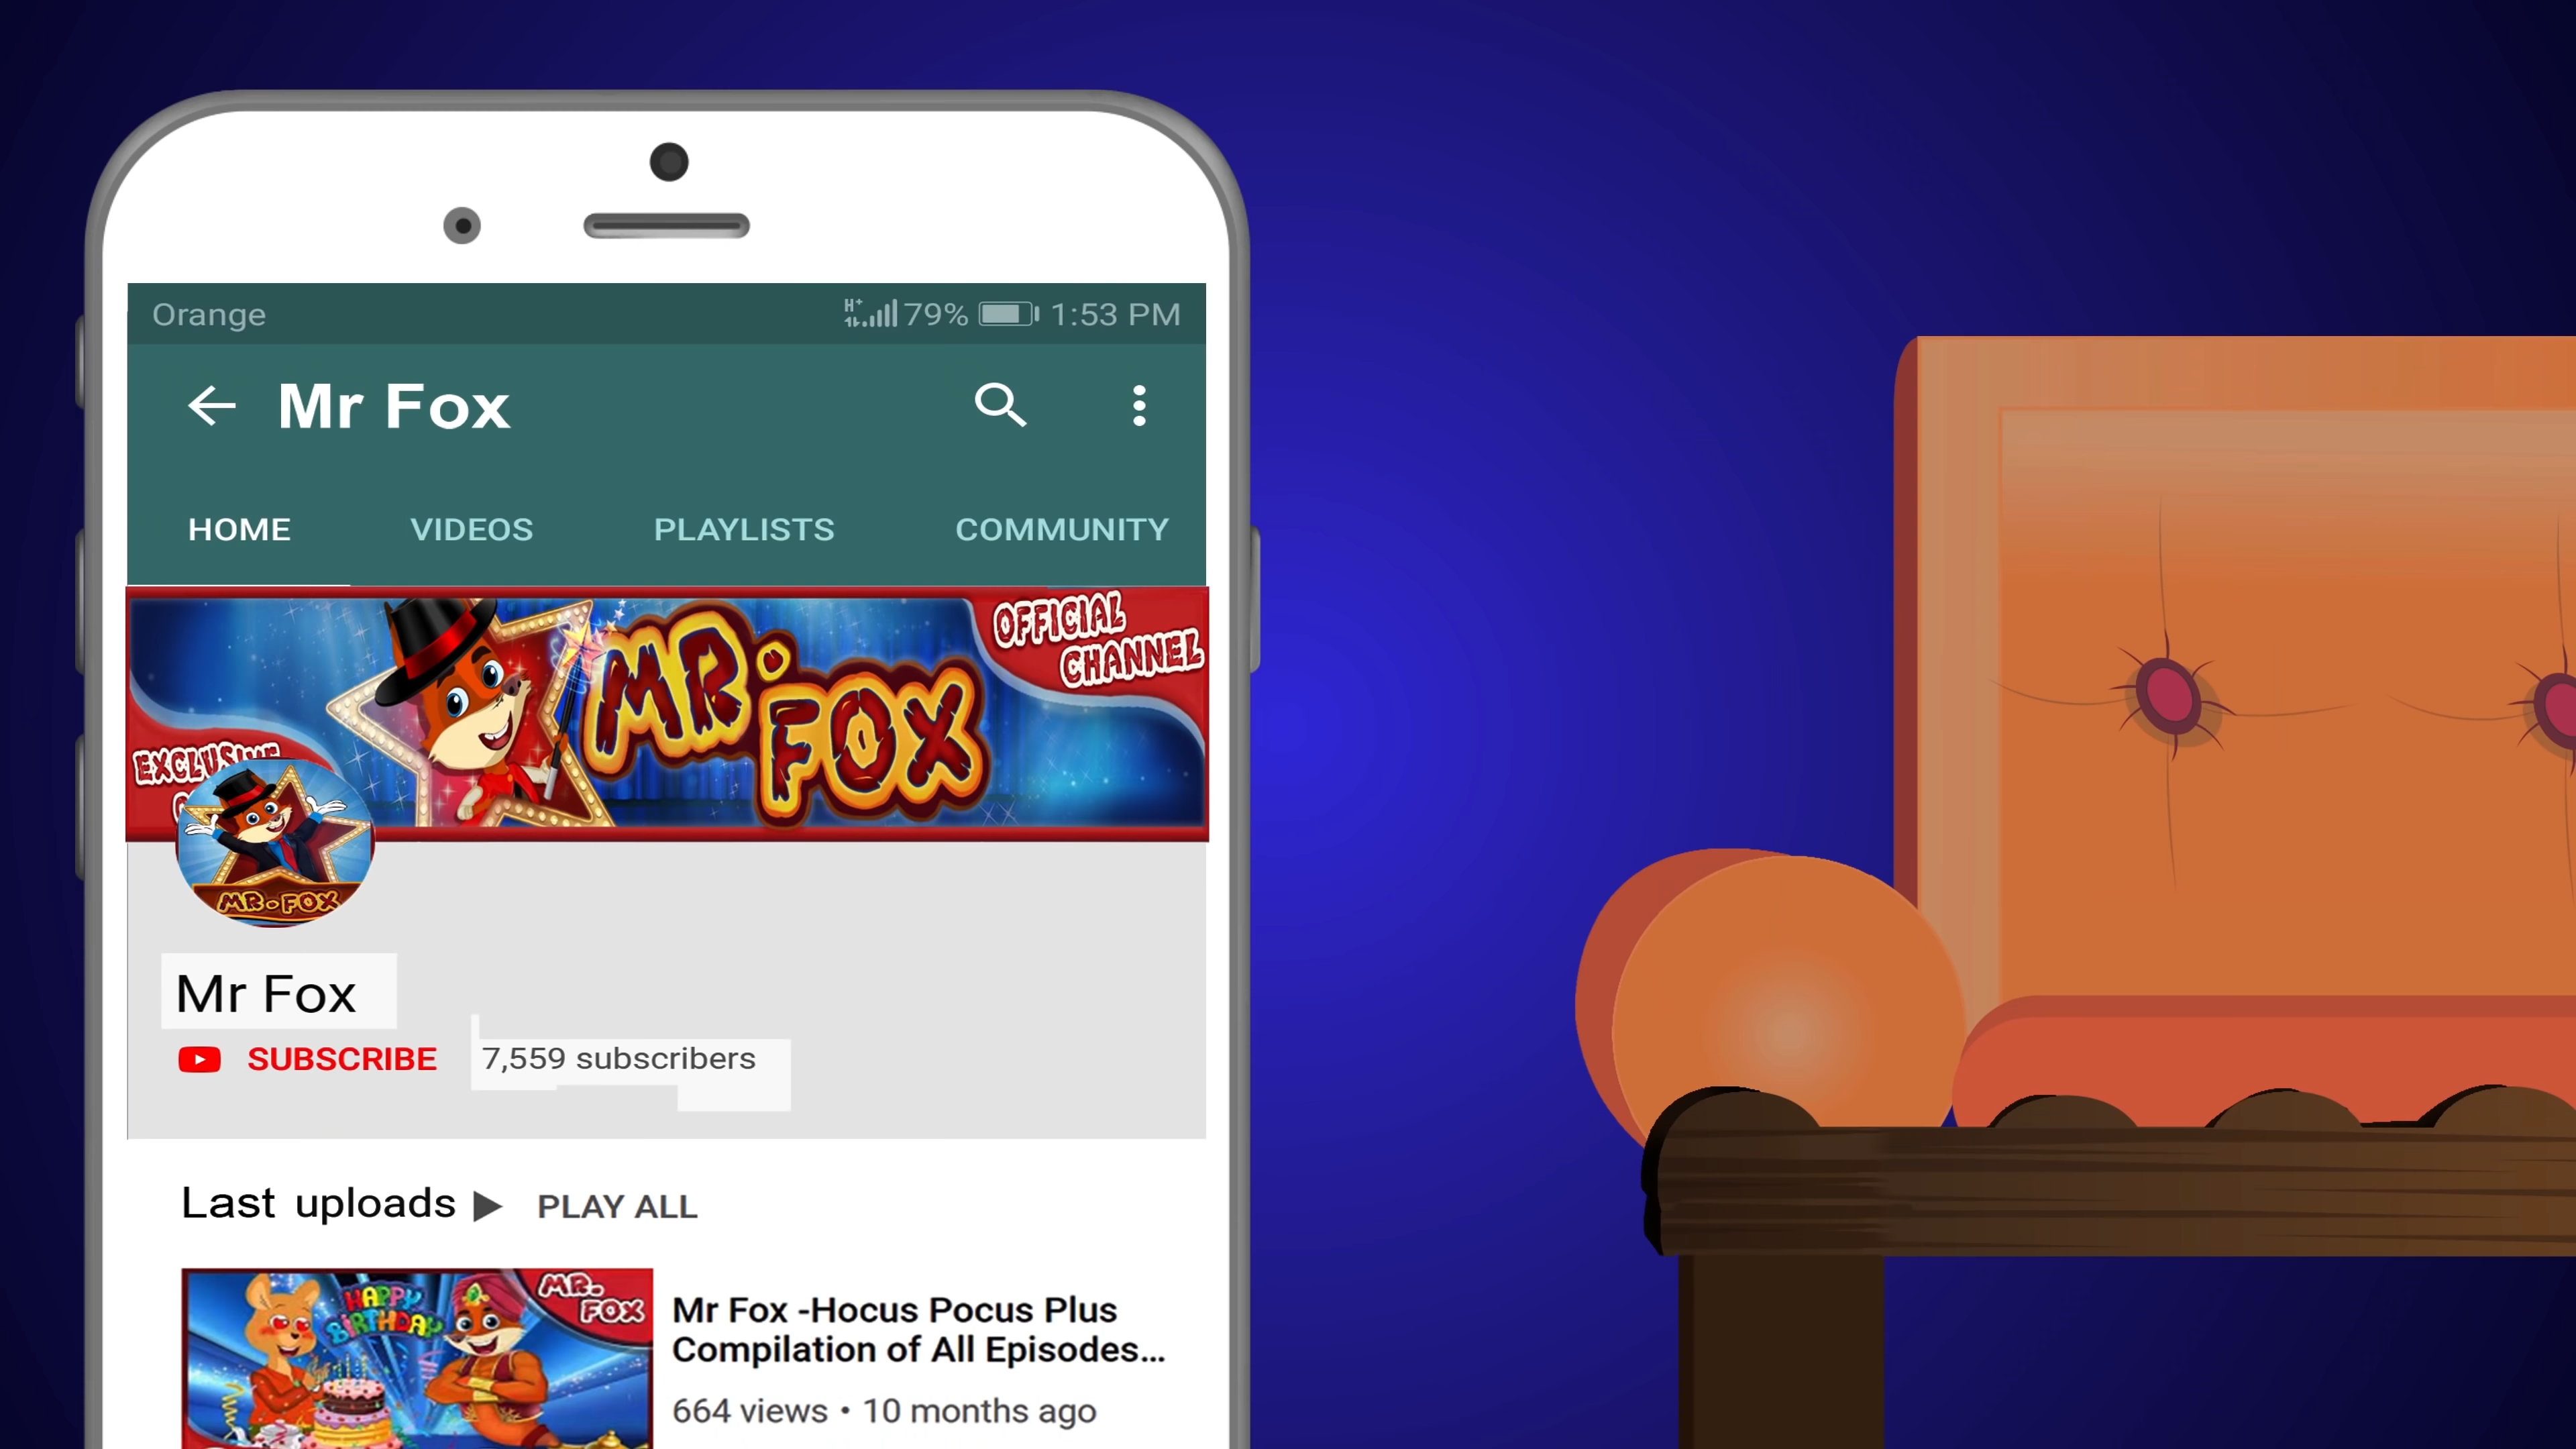 Orange
H+ 79% 1:53 PM
Mr Fox
HOME VIDEOS PLAYLISTS COMMUNITY
OFFICIAL
CHANNEL
MR.
FOX
EXCLUSIVE
MR. FOX
Mr Fox
SUBSCRIBE 7,559 subscribers
Last uploads PLAY ALL
HAPPY
BIRTHDAY
MR.
FOX
Mr Fox -Hocus Pocus Plus
Compilation of All Episodes...
664 views • 10 months ago